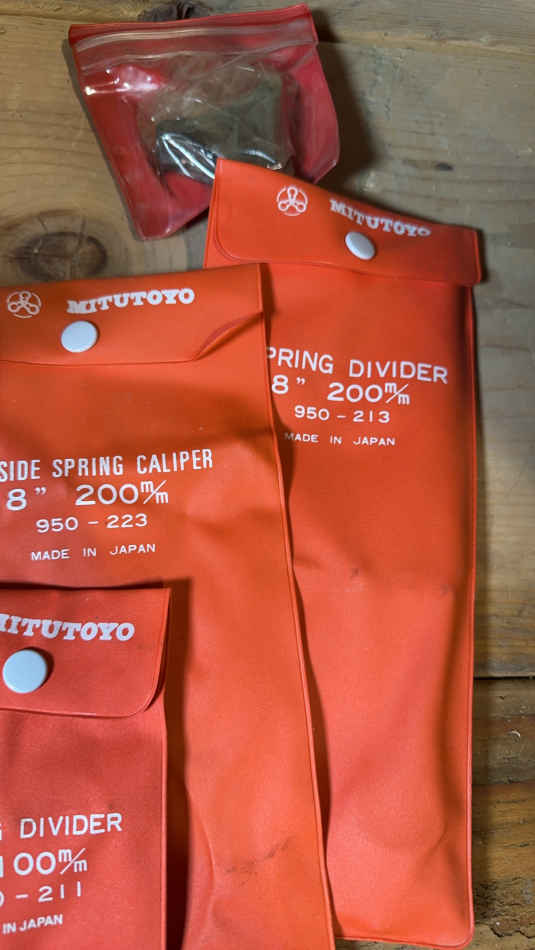 MITUTOYO
PRING DIVIDER
8" 200m/m
950-213
MADE IN JAPAN
MITUTOYO
SIDE SPRING CALIPER
8" 200m/m
950-223
MADE IN JAPAN
MITUTOYO
G DIVIDER
100m/m
0-211
IN JAPAN